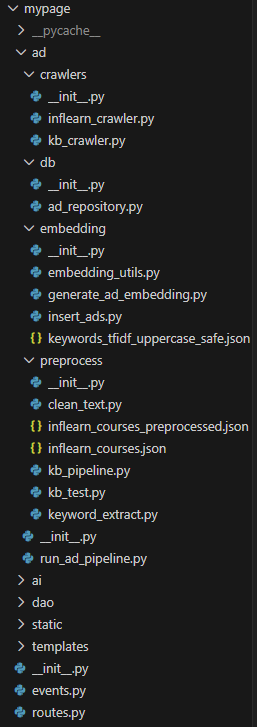 mypage
__pycache__
ad
crawlers
__init__.py
inflearn_crawler.py
kb_crawler.py
db
__init__.py
ad_repository.py
embedding
__init__.py
embedding_utils.py
generate_ad_embedding.py
insert_ads.py
{} keywords_tfidf_uppercase_safe.json
preprocess
__init__.py
clean_text.py
{} inflearn_courses_preprocessed.json
{} inflearn_courses.json
kb_pipeline.py
kb_test.py
keyword_extract.py
__init__.py
run_ad_pipeline.py
ai
dao
static
templates
__init__.py
events.py
routes.py